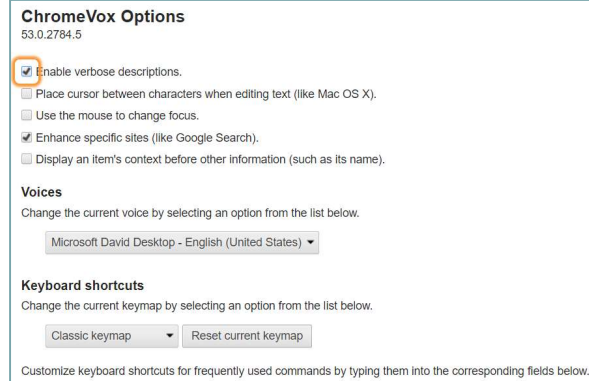 ChromeVox Options
53.0.2784.5
Enable verbose descriptions.
Place cursor between characters when editing text (like Mac OS X).
Use the mouse to change focus.
Enhance specific sites (like Google Search).
Display an item's context before other information (such as its name).
Voices
Change the current voice by selecting an option from the list below.
Microsoft David Desktop - English (United States)
Keyboard shortcuts
Change the current keymap by selecting an option from the list below.
Classic keymap Reset current keymap
Customize keyboard shortcuts for frequently used commands by typing them into the corresponding fields below.